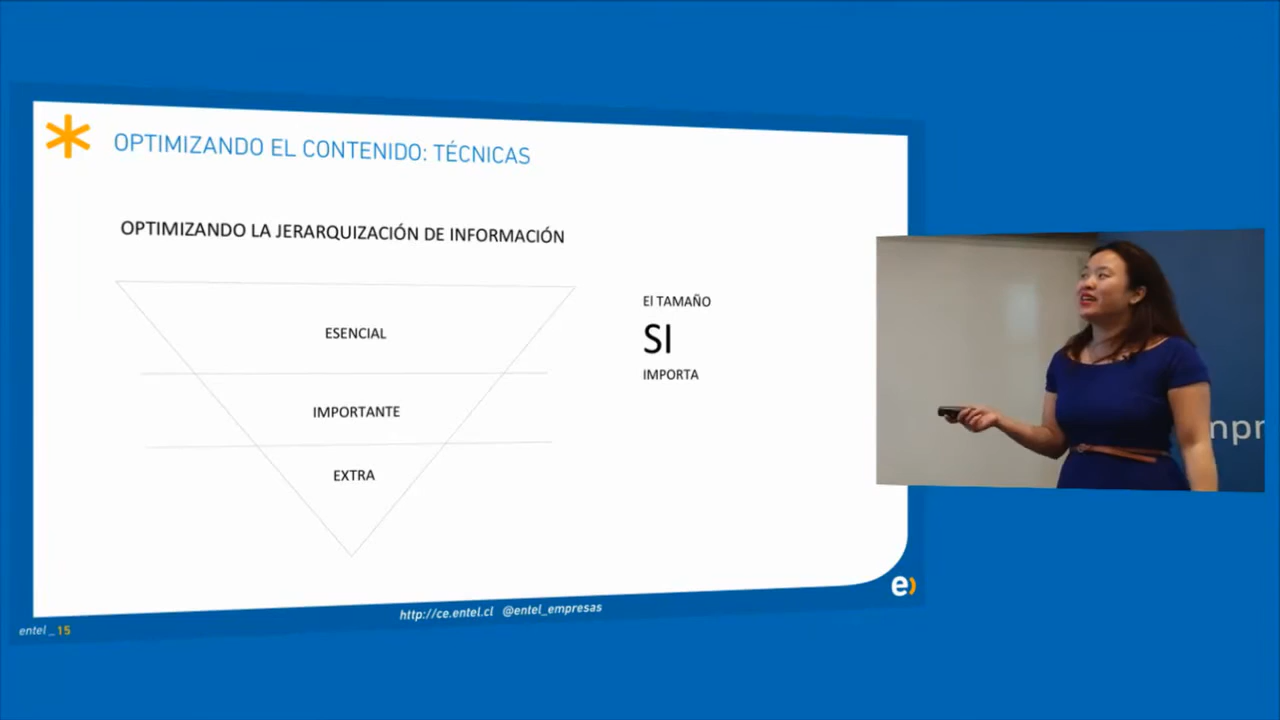 OPTIMIZANDO EL CONTENIDO: TÉCNICAS
OPTIMIZANDO LA JERARQUIZACIÓN DE INFORMACIÓN
ESENCIAL
IMPORTANTE
EXTRA
El TAMAÑO
SI
IMPORTA
mpr
e)
http://ce.entel.cl @entel_empresas
entel _15